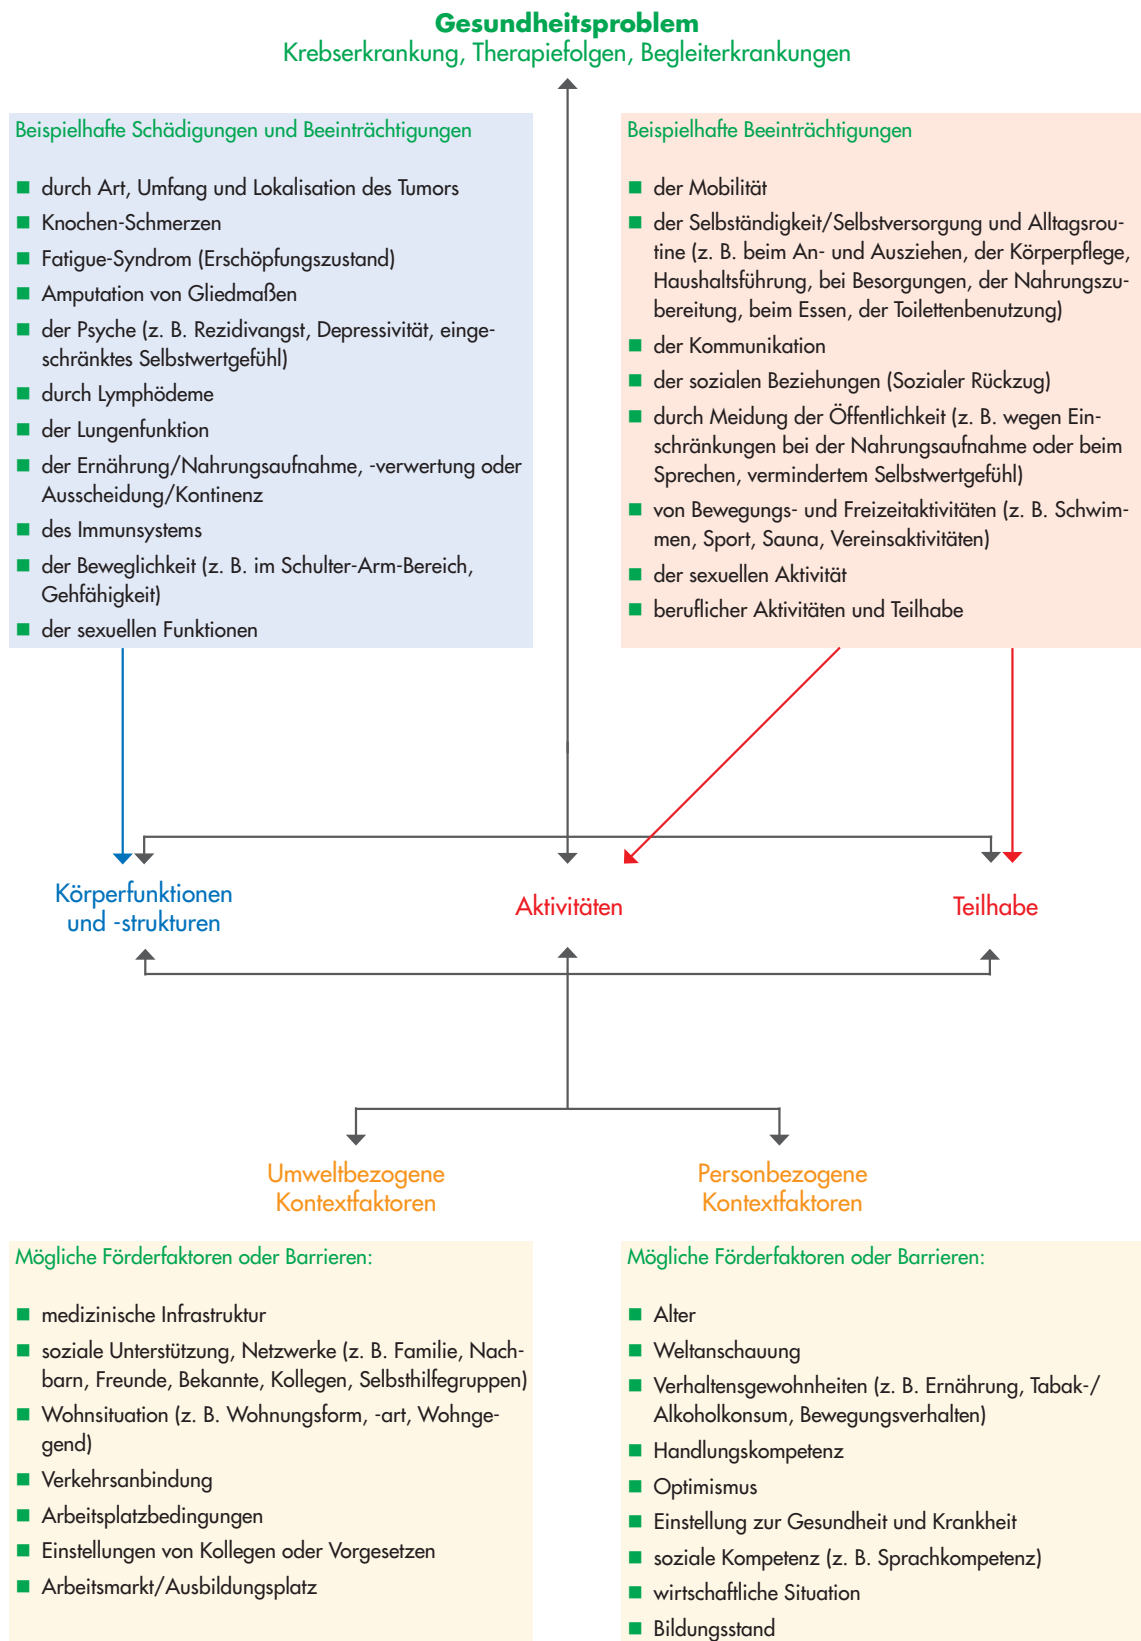 Gesundheitsproblem
Krebserkrankung, Therapiefolgen, Begleiterkrankungen
Beispielhafte Schädigungen und Beeinträchtigungen
■ durch Art, Umfang und Lokalisation des Tumors
■ Knochen-Schmerzen
■ Fatigue-Syndrom (Erschöpfungszustand)
■ Amputation von Gliedmaßen
■ der Psyche (z. B. Rezidivangst, Depressivität, einge-
schränktes Selbstwertgefühl)
■ durch Lymphödeme
■ der Lungenfunktion
■ der Ernährung/Nahrungsaufnahme, -verwertung oder
Ausscheidung/Kontinenz
■ des Immunsystems
■ der Beweglichkeit (z. B. im Schulter-Arm-Bereich,
Gehfähigkeit)
■ der sexuellen Funktionen
Beispielhafte Beeinträchtigungen
■ der Mobilität
■ der Selbständigkeit/Selbstversorgung und Alltagsrou-
tine (z. B. beim An- und Ausziehen, der Körperpflege,
Haushaltsführung, bei Besorgungen, der Nahrungszu-
bereitung, beim Essen, der Toilettenbenutzung)
■ der Kommunikation
■ der sozialen Beziehungen (Sozialer Rückzug)
■ durch Meidung der Öffentlichkeit (z. B. wegen Ein-
schränkungen bei der Nahrungsaufnahme oder beim
Sprechen, vermindertem Selbstwertgefühl)
■ von Bewegungs- und Freizeitaktivitäten (z. B. Schwim-
men, Sport, Sauna, Vereinsaktivitäten)
■ der sexuellen Aktivität
■ beruflicher Aktivitäten und Teilhabe
Körperfunktionen
und -strukturen
Aktivitäten
Teilhabe
Umweltbezogene
Kontextfaktoren
Personbezogene
Kontextfaktoren
Mögliche Förderfaktoren oder Barrieren:
■ medizinische Infrastruktur
■ soziale Unterstützung, Netzwerke (z. B. Familie, Nach-
barn, Freunde, Bekannte, Kollegen, Selbsthilfegruppen)
■ Wohnsituation (z. B. Wohnungsform, -art, Wohnge-
gend)
■ Verkehrsanbindung
■ Arbeitsplatzbedingungen
■ Einstellungen von Kollegen oder Vorgesetzen
■ Arbeitsmarkt/Ausbildungsplatz
Mögliche Förderfaktoren oder Barrieren:
■ Alter
■ Weltanschauung
■ Verhaltensgewohnheiten (z. B. Ernährung, Tabak-/
Alkoholkonsum, Bewegungsverhalten)
■ Handlungskompetenz
■ Optimismus
■ Einstellung zur Gesundheit und Krankheit
■ soziale Kompetenz (z. B. Sprachkompetenz)
■ wirtschaftliche Situation
■ Bildungsstand